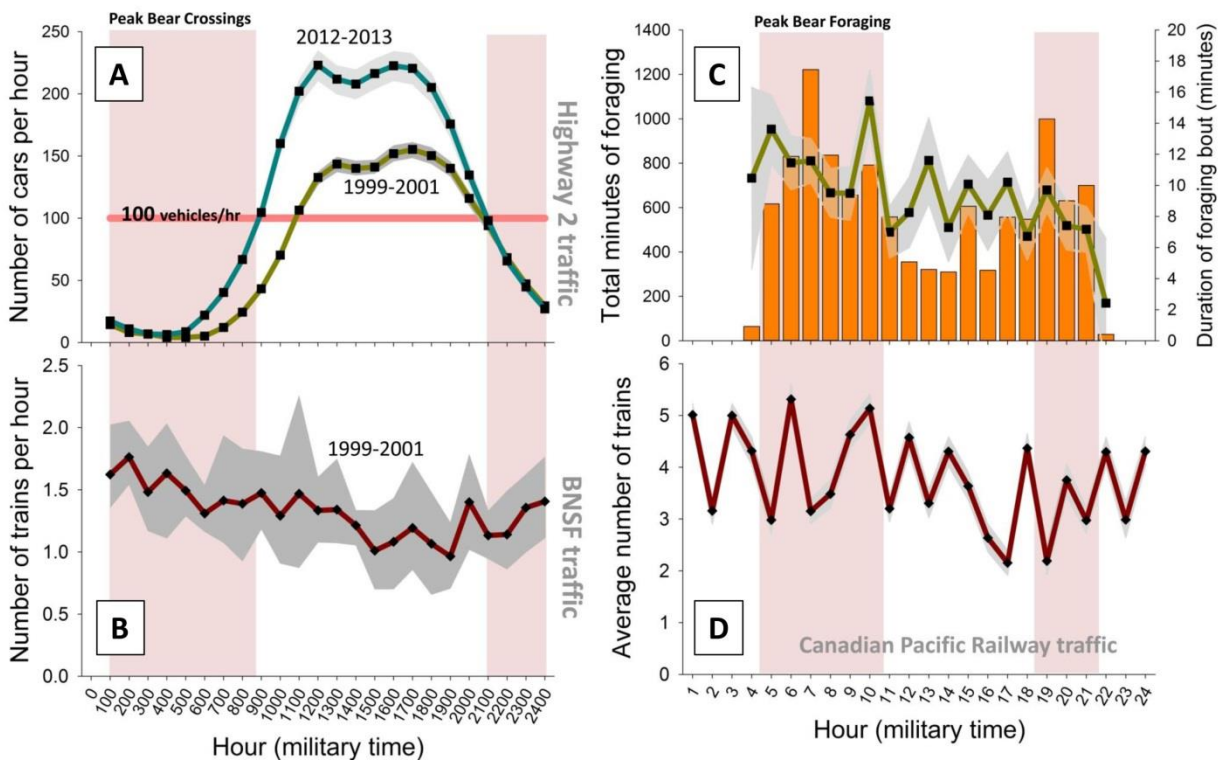 Peak Bear Crossings
A
2012-2013
1999-2001
100 vehicles/hr
Number of cars per hour
250
200
150
100
50
0
Highway 2 traffic
B
1999-2001
Number of trains per hour
2.5
2.0
1.5
1.0
0.5
0.0
BNSF traffic
0 100 200 300 400 500 600 700 800 900 1000 1100 1200 1300 1400 1500 1600 1700 1800 1900 2000 2100 2200 2300 2400
Hour (military time)
Peak Bear Foraging
C
Total minutes of foraging
1400
1200
1000
800
600
400
200
0
20
18
16
14
12
10
8
6
4
2
0
Duration of foraging bout (minutes)
D
Average number of trains
6
5
4
3
2
1
0
Canadian Pacific Railway traffic
1 2 3 4 5 6 7 8 9 10 11 12 13 14 15 16 17 18 19 20 21 22 23 24
Hour (military time)